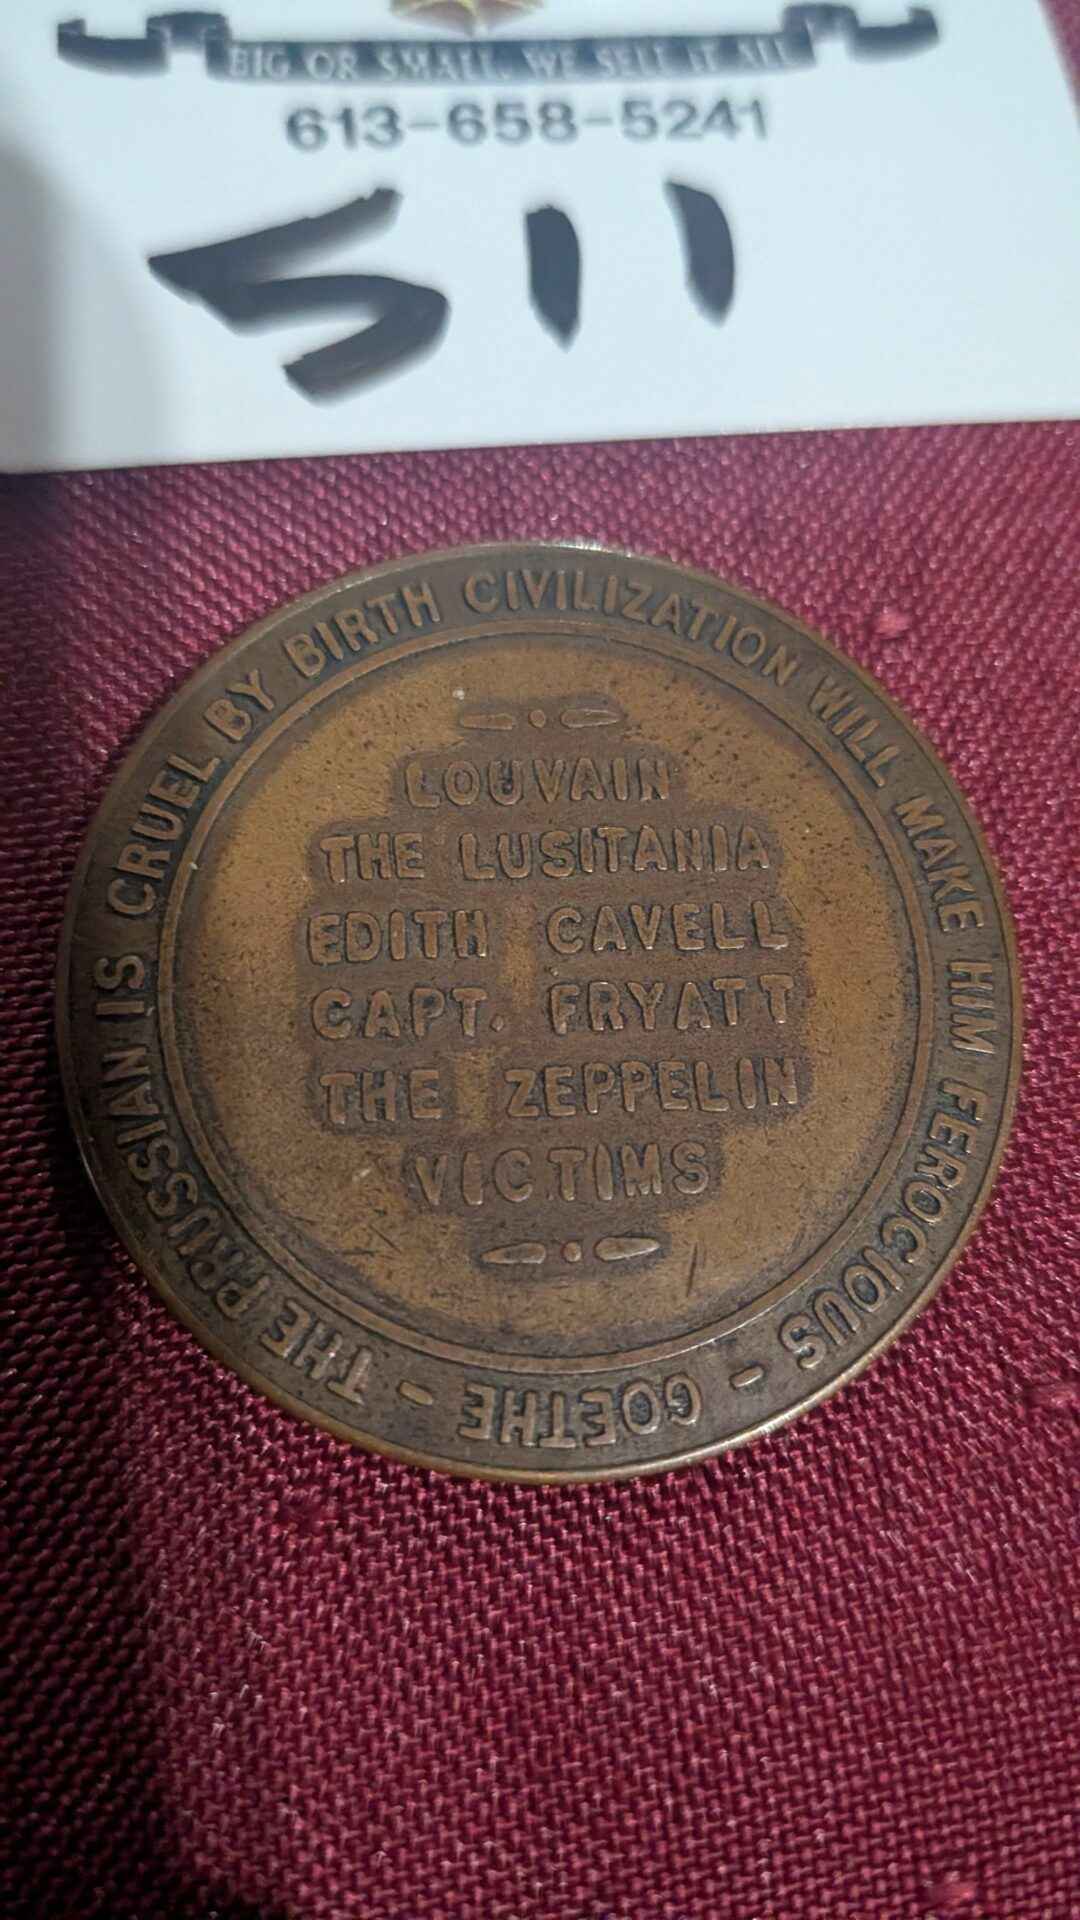 BIG OR SMALL, WE SELL IT ALL
613-658-5241
511
THE PRUSSIAN IS CRUEL BY BIRTH CIVILIZATION WILL MAKE HIM FEROCIOUS - GOETHE -
LOUVAIN
THE LUSITANIA
EDITH CAVELL
CAPT. FRYATT
THE ZEPPELIN
VICTIMS